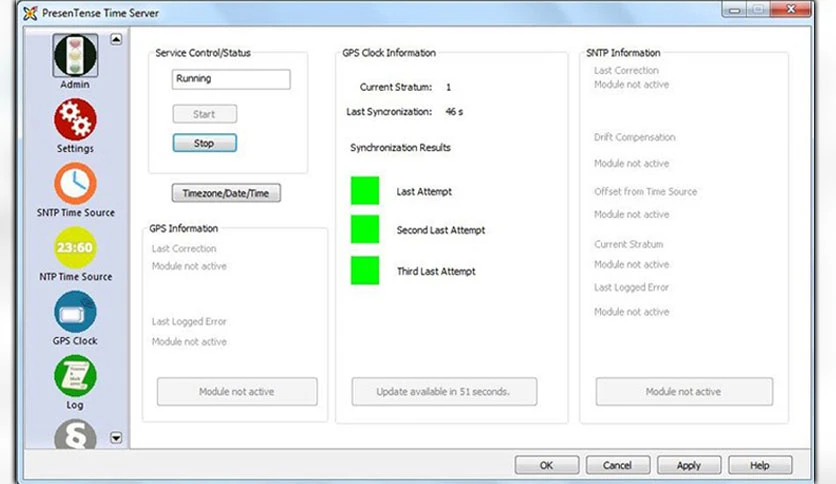 PresenTense Time Server
Admin
Settings
SNTP Time Source
23:60
NTP Time Source
GPS Clock
Log
§
Service Control/Status
Running
Start
Stop
Timezone/Date/Time
GPS Information
Last Correction
Module not active
Last Logged Error
Module not active
Module not active
GPS Clock Information
Current Stratum: 1
Last Syncronization: 46 s
Synchronization Results
Last Attempt
Second Last Attempt
Third Last Attempt
Update available in 51 seconds.
SNTP Information
Last Correction
Module not active
Drift Compensation
Module not active
Offset from Time Source
Module not active
Current Stratum
Module not active
Last Logged Error
Module not active
Module not active
OK
Cancel
Apply
Help